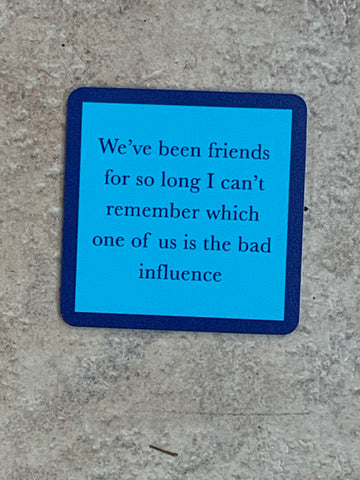 We've been friends
for so long I can't
remember which
one of us is the bad
influence